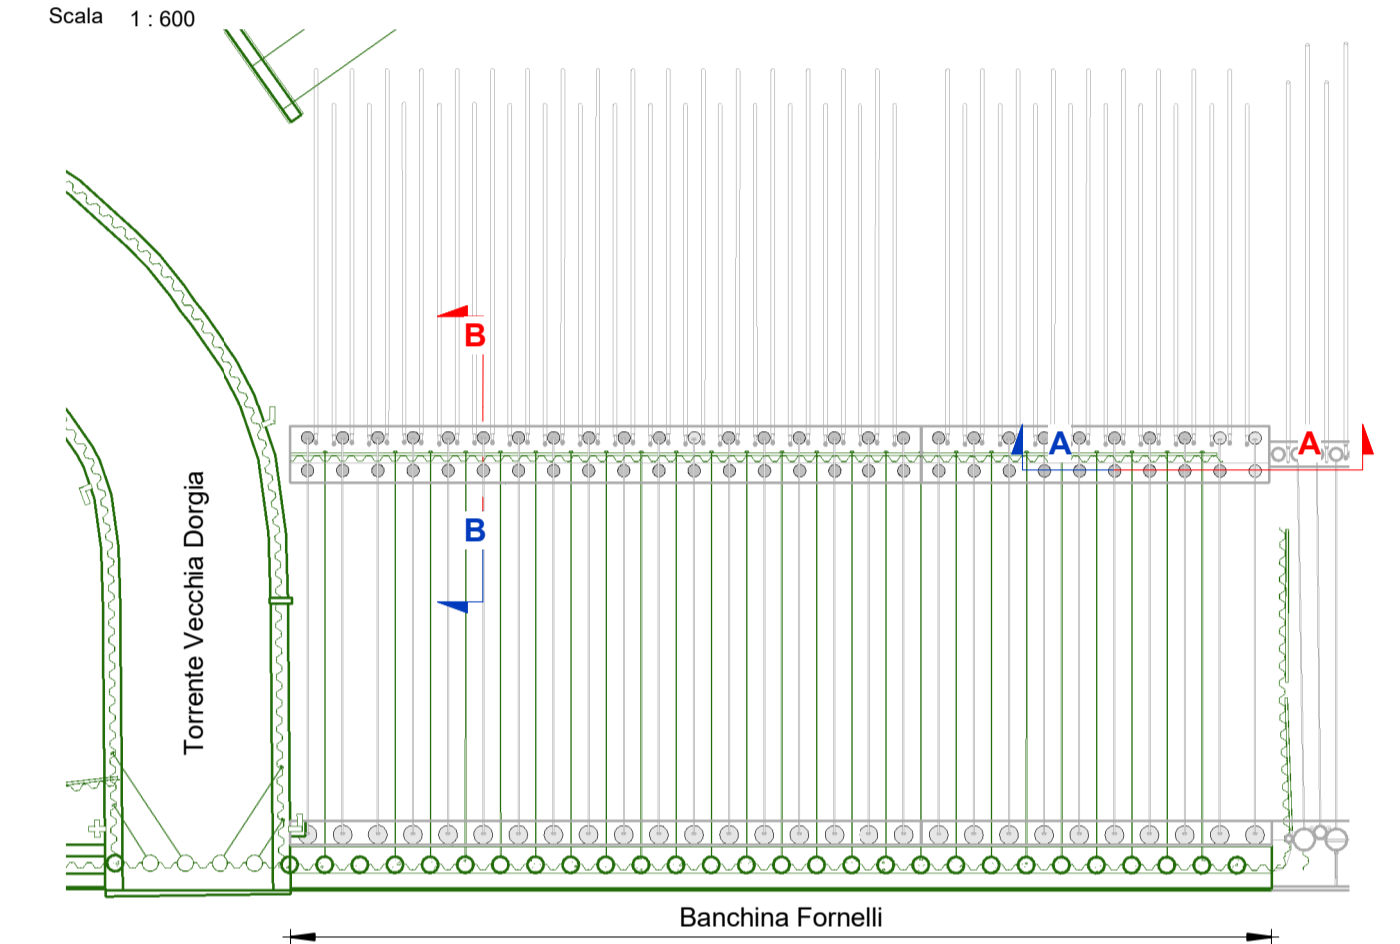 Scala 1 : 600
B
A A
B
Torrente Vecchia Dorgia
Banchina Fornelli